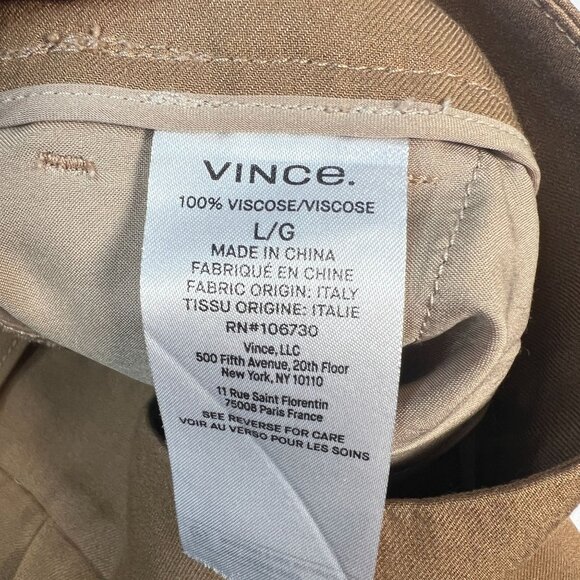 VINCE.
100% VISCOSE/VISCOSE
L/G
MADE IN CHINA
FABRIQUÉ EN CHINE
FABRIC ORIGIN: ITALY
TISSU ORIGINE: ITALIE
RN#106730
Vince, LLC
500 Fifth Avenue, 20th Floor
New York, NY 10110
11 Rue Saint Florentin
75008 Paris France
SEE REVERSE FOR CARE
VOIR AU VERSO POUR LES SOINS